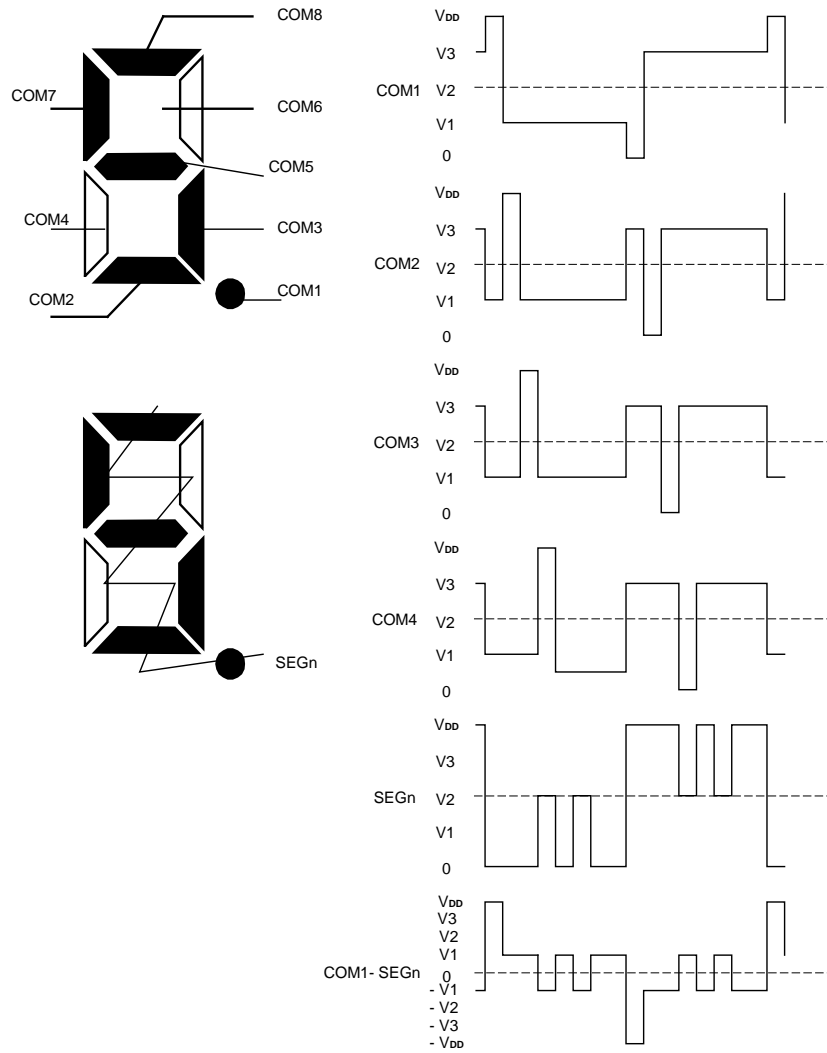 COM8
COM7
COM6
COM5
COM4
COM3
COM2
COM1
SEGn
VDD
V3
COM1 V2
V1
0
VDD
V3
COM2 V2
V1
0
VDD
V3
COM3 V2
V1
0
VDD
V3
COM4 V2
V1
0
VDD
V3
SEGn V2
V1
0
VDD
V3
V2
V1
COM1- SEGn 0
- V1
- V2
- V3
- VDD